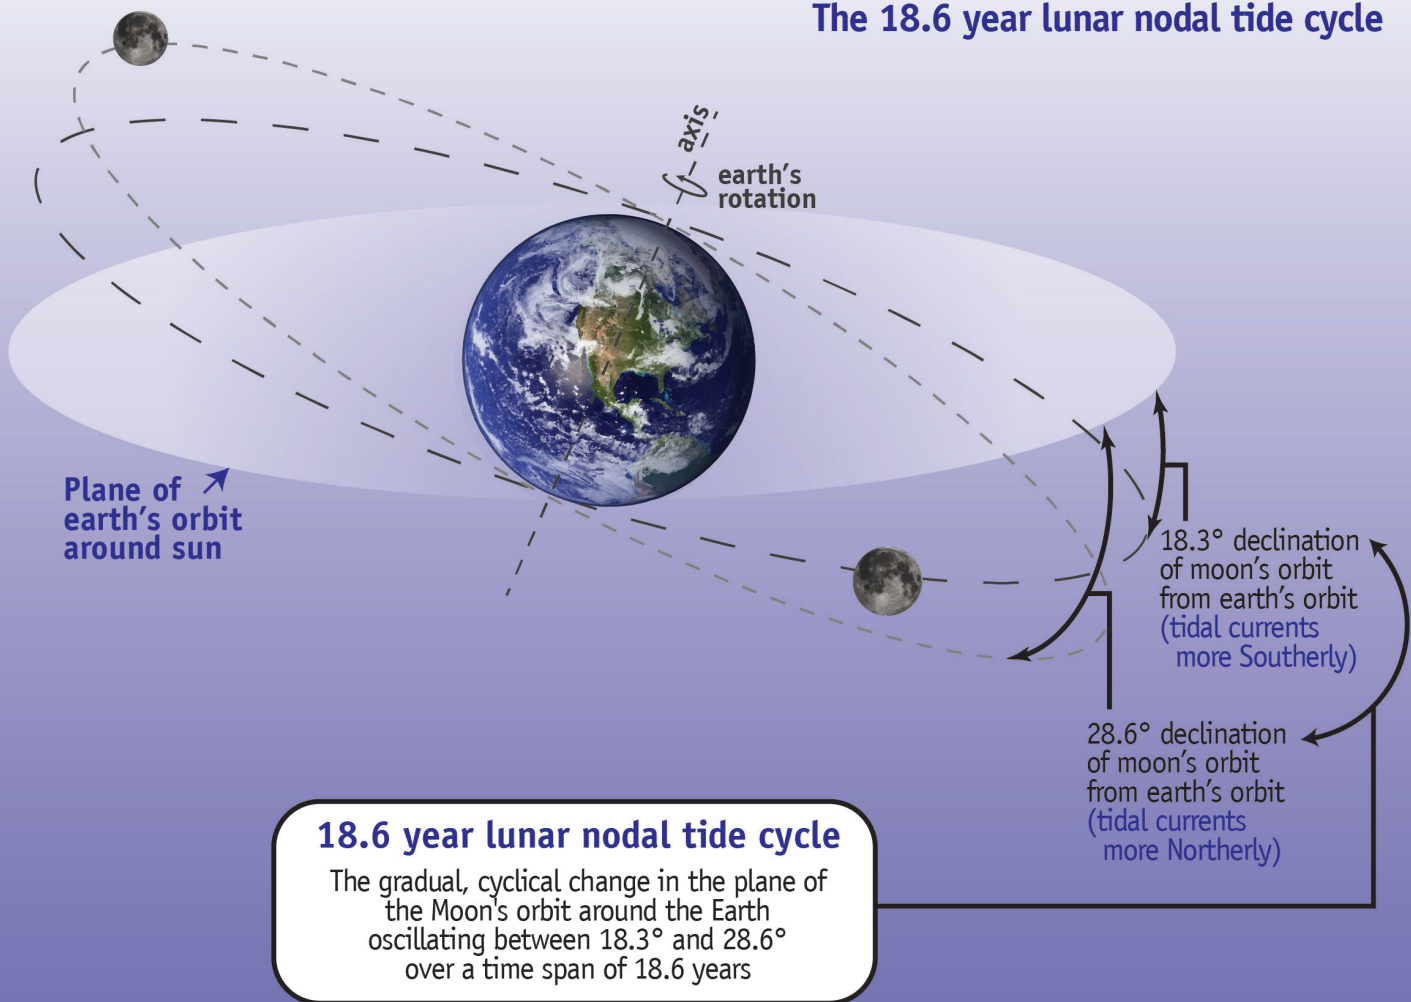 The 18.6 year lunar nodal tide cycle
axis
earth's
rotation
Plane of
earth's orbit
around sun
18.3° declination
of moon's orbit
from earth's orbit
(tidal currents
more Southerly)
28.6° declination
of moon's orbit
from earth's orbit
(tidal currents
more Northerly)
18.6 year lunar nodal tide cycle
The gradual, cyclical change in the plane of
the Moon's orbit around the Earth
oscillating between 18.3° and 28.6°
over a time span of 18.6 years